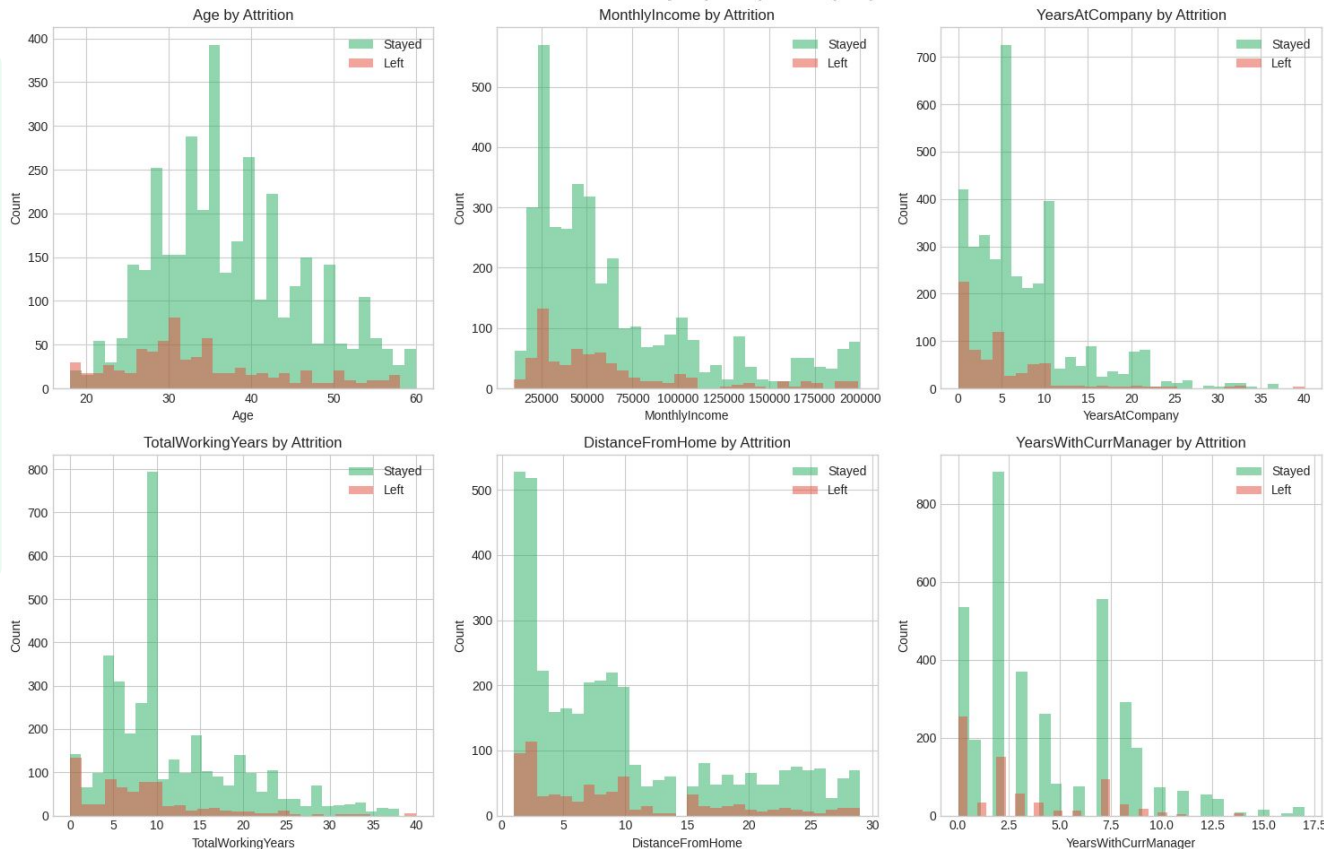 Age by Attrition
Stayed
Left
400
350
300
250
200
150
100
50
0
Count
20 30 40 50 60
Age
MonthlyIncome by Attrition
Stayed
Left
500
400
300
200
100
0
Count
25000 50000 75000 100000 125000 150000 175000 200000
MonthlyIncome
YearsAtCompany by Attrition
Stayed
Left
700
600
500
400
300
200
100
0
Count
0 5 10 15 20 25 30 35 40
YearsAtCompany
TotalWorkingYears by Attrition
Stayed
Left
800
700
600
500
400
300
200
100
0
Count
0 5 10 15 20 25 30 35 40
TotalWorkingYears
DistanceFromHome by Attrition
Stayed
Left
500
400
300
200
100
0
Count
0 5 10 15 20 25 30
DistanceFromHome
YearsWithCurrManager by Attrition
Stayed
Left
800
600
400
200
0
Count
0.0 2.5 5.0 7.5 10.0 12.5 15.0 17.5
YearsWithCurrManager